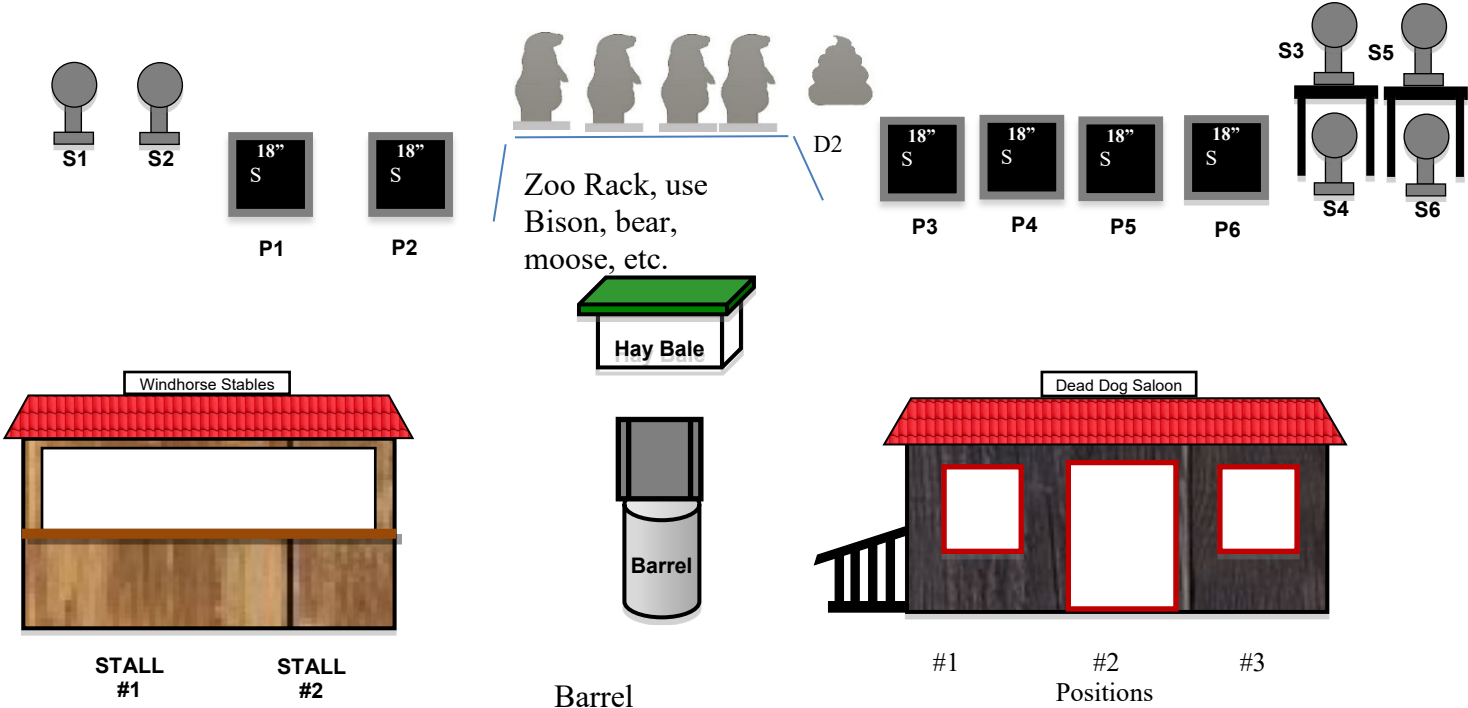 S3
S5
S1
S2
18”
S
P1
18”
S
P2
D2
Zoo Rack, use
Bison, bear,
moose, etc.
18”
S
P3
18”
S
P4
18”
S
P5
18”
S
P6
S4
S6
Hay Bale
Windhorse Stables
Dead Dog Saloon
Barrel
STALL
#1
STALL
#2
Barrel
#1
#2
#3
Positions